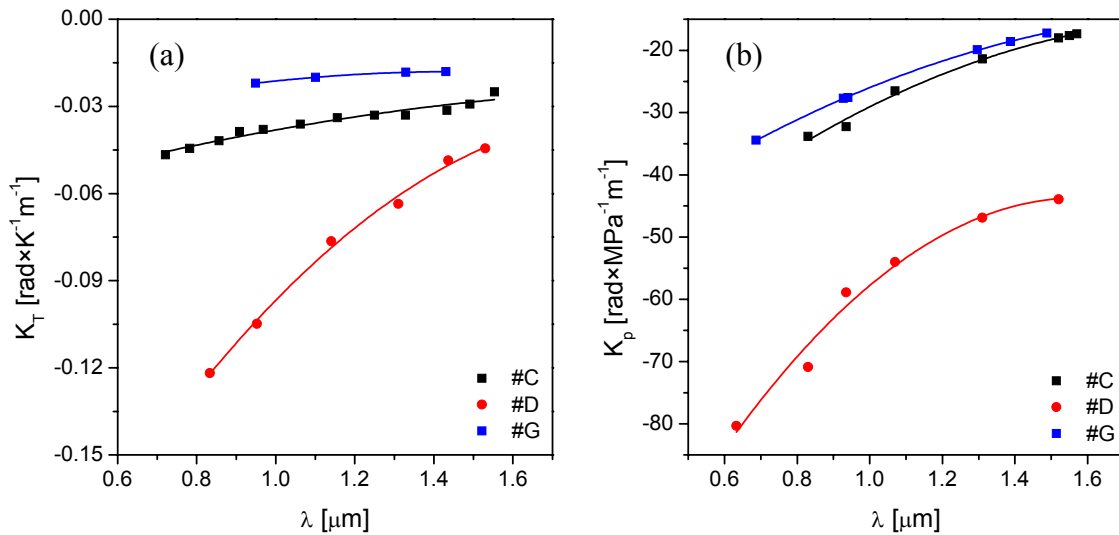 (a)
0.00
-0.03
-0.06
-0.09
-0.12
-0.15
K_T [rad×K⁻¹m⁻¹]
0.6 0.8 1.0 1.2 1.4 1.6
λ [μm]
#C
#D
#G
(b)
-20
-30
-40
-50
-60
-70
-80
K_p [rad×MPa⁻¹m⁻¹]
0.6 0.8 1.0 1.2 1.4 1.6
λ [μm]
#C
#D
#G